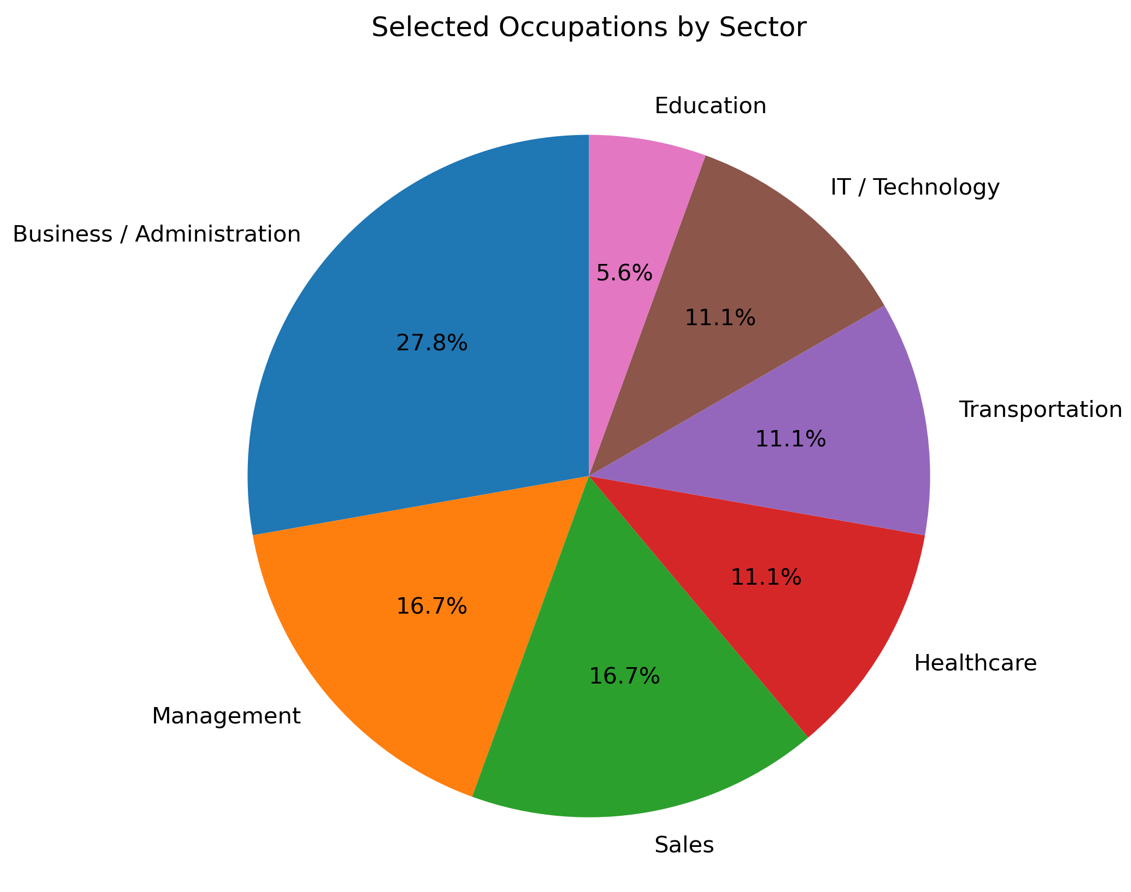 Selected Occupations by Sector
Education
IT / Technology
Business / Administration
5.6%
11.1%
27.8%
Transportation
11.1%
11.1%
16.7%
Healthcare
16.7%
Management
Sales